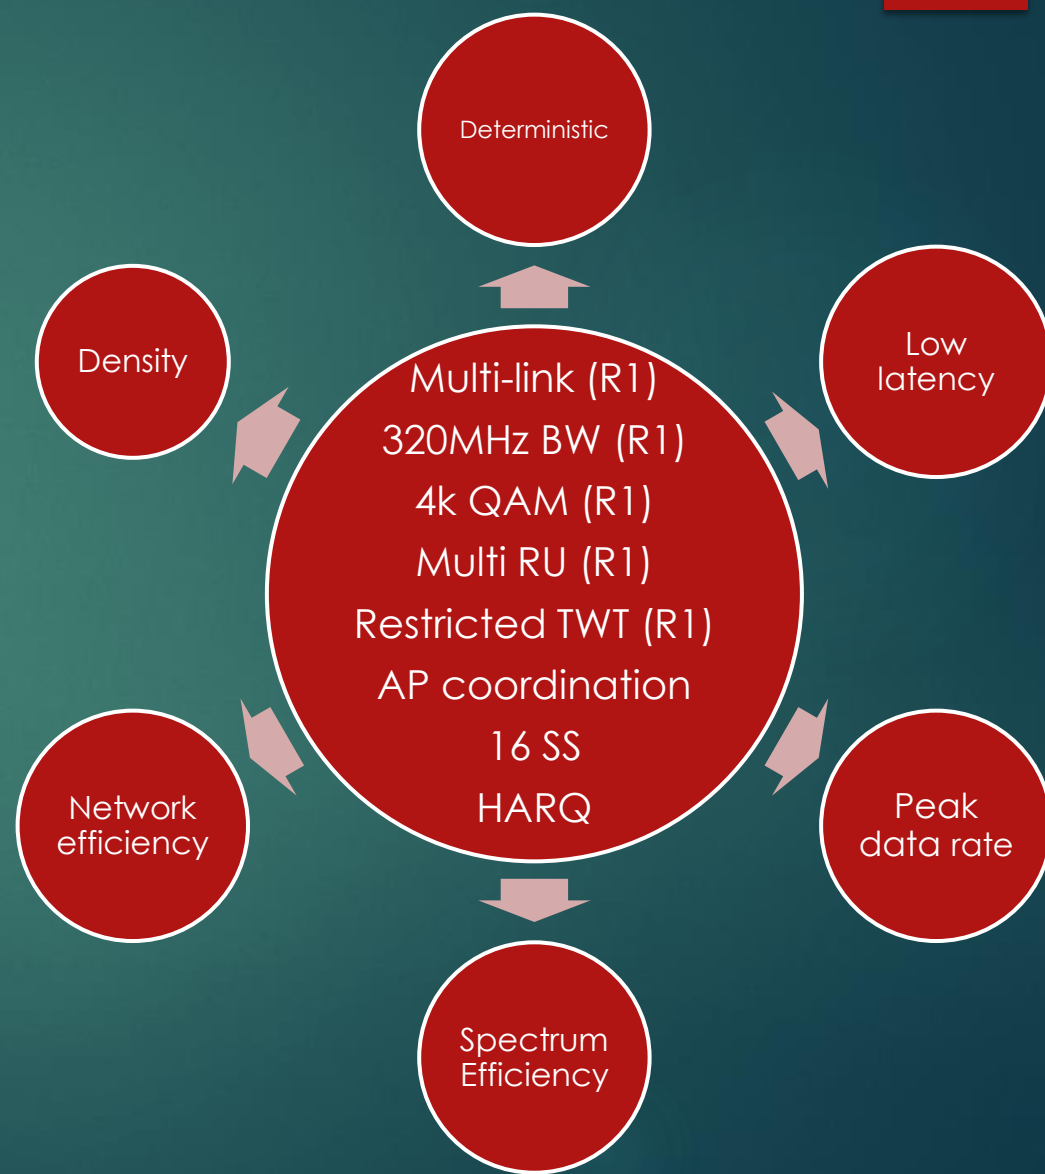 Deterministic
Low
latency
Density
Multi-link (R1)
320MHz BW (R1)
4k QAM (R1)
Multi RU (R1)
Restricted TWT (R1)
AP coordination
16 SS
HARQ
Network
efficiency
Peak
data rate
Spectrum
Efficiency